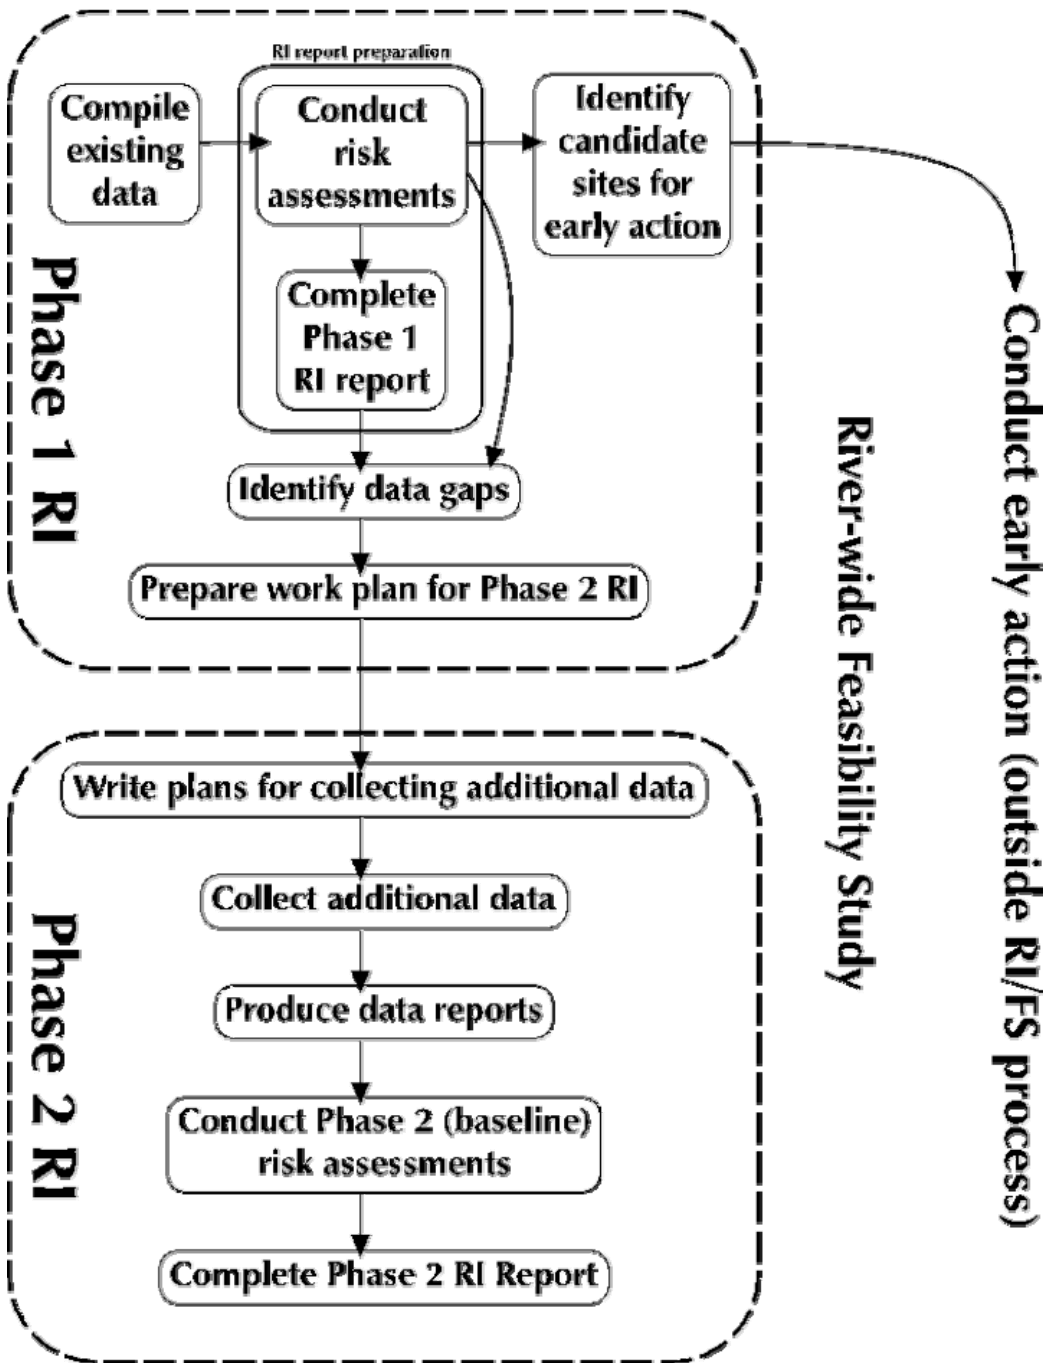 RI report preparation
Compile
existing
data
Conduct
risk
assessments
Identify
candidate
sites for
early action
Complete
Phase 1
RI report
Identify data gaps
Prepare work plan for Phase 2 RI
Phase 1 RI
Write plans for collecting additional data
Collect additional data
Produce data reports
Conduct Phase 2 (baseline)
risk assessments
Complete Phase 2 RI Report
Phase 2 RI
River-wide Feasibility Study
Conduct early action (outside RI/FS process)